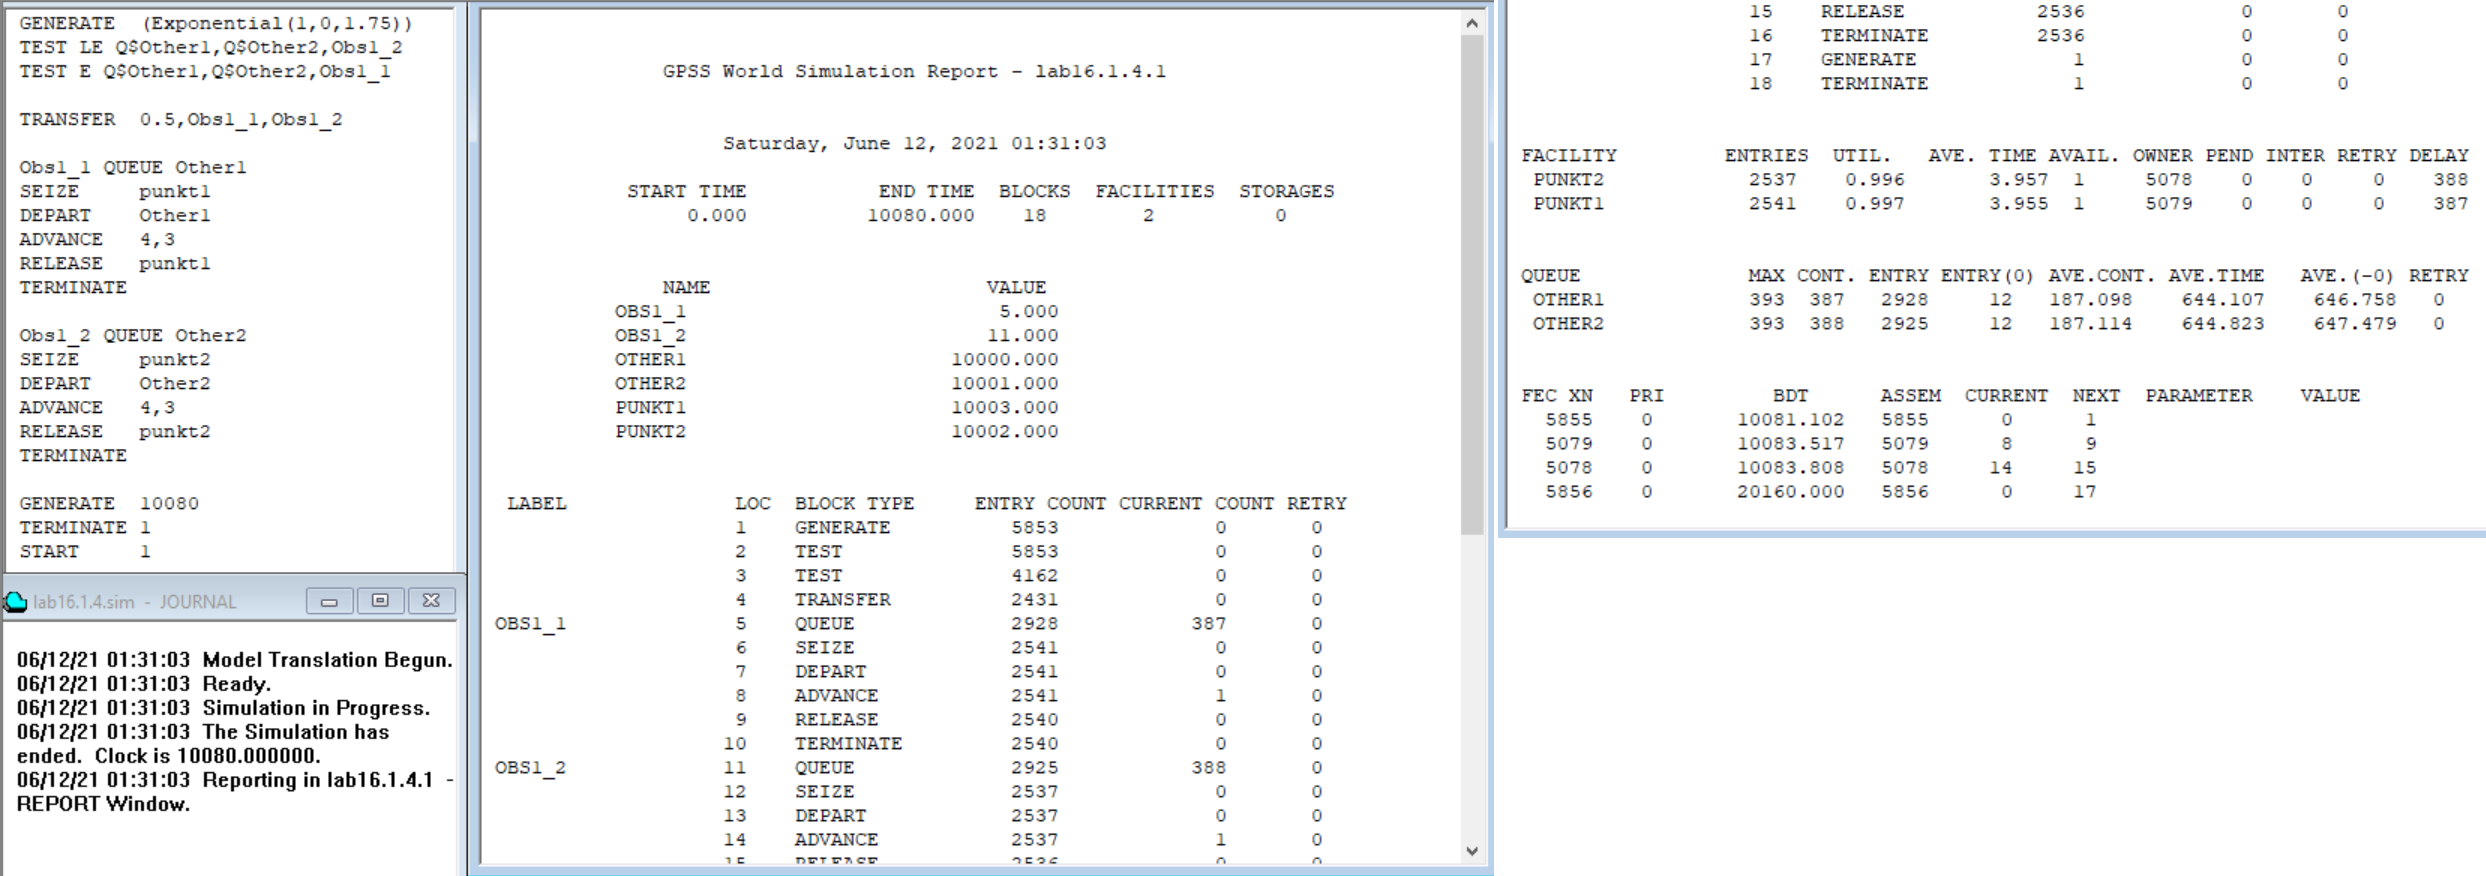 GENERATE (Exponential(1,0,1.75))
TEST LE Q$Other1,Q$Other2,Obs1_2
TEST E Q$Other1,Q$Other2,Obs1_1
TRANSFER 0.5,Obs1_1,Obs1_2
Obs1_1 QUEUE Other1
SEIZE punkt1
DEPART Other1
ADVANCE 4,3
RELEASE punkt1
TERMINATE
Obs1_2 QUEUE Other2
SEIZE punkt2
DEPART Other2
ADVANCE 4,3
RELEASE punkt2
TERMINATE
GENERATE 10080
TERMINATE 1
START 1
lab16.1.4.sim - JOURNAL
06/12/21 01:31:03 Model Translation Begun.
06/12/21 01:31:03 Ready.
06/12/21 01:31:03 Simulation in Progress.
06/12/21 01:31:03 The Simulation has
ended. Clock is 10080.000000.
06/12/21 01:31:03 Reporting in lab16.1.4.1 -
REPORT Window.
GPSS World Simulation Report - lab16.1.4.1
Saturday, June 12, 2021 01:31:03
START TIME END TIME BLOCKS FACILITIES STORAGES
0.000 10080.000 18 2 0
NAME VALUE
OBS1_1 5.000
OBS1_2 11.000
OTHER1 10000.000
OTHER2 10001.000
PUNKT1 10003.000
PUNKT2 10002.000
LABEL LOC BLOCK TYPE ENTRY COUNT CURRENT COUNT RETRY
1 GENERATE 5853 0 0
2 TEST 5853 0 0
3 TEST 4162 0 0
4 TRANSFER 2431 0 0
OBS1_1 5 QUEUE 2928 387 0
6 SEIZE 2541 0 0
7 DEPART 2541 0 0
8 ADVANCE 2541 1 0
9 RELEASE 2540 0 0
10 TERMINATE 2540 0 0
OBS1_2 11 QUEUE 2925 388 0
12 SEIZE 2537 0 0
13 DEPART 2537 0 0
14 ADVANCE 2537 1 0
15 RELEASE 2536 0 0
15 RELEASE 2536 0 0
16 TERMINATE 2536 0 0
17 GENERATE 1 0 0
18 TERMINATE 1 0 0
FACILITY ENTRIES UTIL. AVE. TIME AVAIL. OWNER PEND INTER RETRY DELAY
PUNKT2 2537 0.996 3.957 1 5078 0 0 0 388
PUNKT1 2541 0.997 3.955 1 5079 0 0 0 387
QUEUE MAX CONT. ENTRY ENTRY(0) AVE.CONT. AVE.TIME AVE.(-0) RETRY
OTHER1 393 387 2928 12 187.098 644.107 646.758 0
OTHER2 393 388 2925 12 187.114 644.823 647.479 0
FEC XN PRI BDT ASSEM CURRENT NEXT PARAMETER VALUE
5855 0 10081.102 5855 0 1
5079 0 10083.517 5079 8 9
5078 0 10083.808 5078 14 15
5856 0 20160.000 5856 0 17